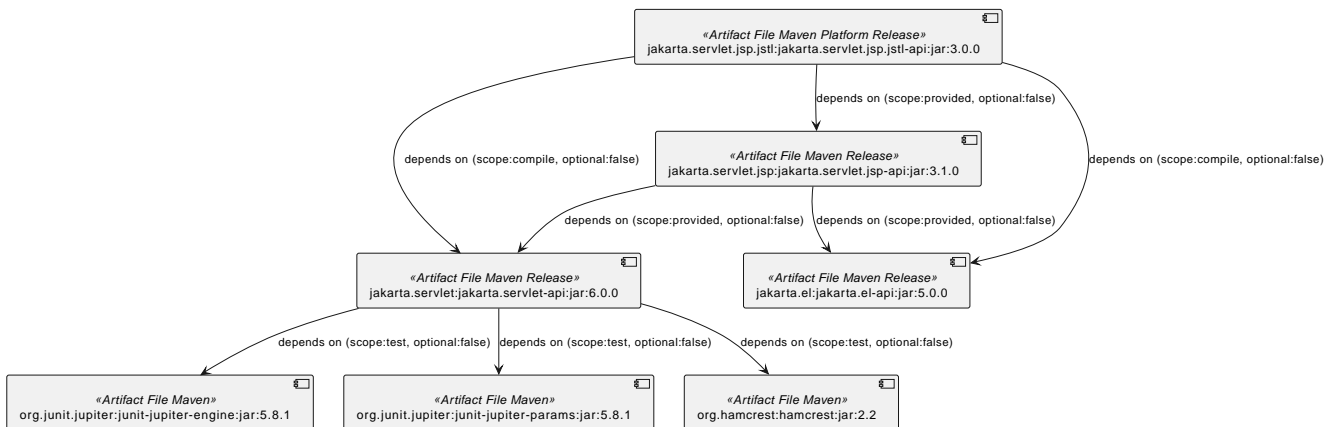 «Artifact File Maven Platform Release»
jakarta.servlet.jsp.jstl:jakarta.servlet.jsp.jstl-api:jar:3.0.0
depends on (scope:provided, optional:false)
«Artifact File Maven Release»
jakarta.servlet.jsp:jakarta.servlet.jsp-api:jar:3.1.0
depends on (scope:compile, optional:false)
depends on (scope:compile, optional:false)
depends on (scope:provided, optional:false)
depends on (scope:provided, optional:false)
«Artifact File Maven Release»
jakarta.servlet:jakarta.servlet-api:jar:6.0.0
«Artifact File Maven Release»
jakarta.el:jakarta.el-api:jar:5.0.0
depends on (scope:test, optional:false)
depends on (scope:test, optional:false)
depends on (scope:test, optional:false)
«Artifact File Maven»
org.junit.jupiter:junit-jupiter-engine:jar:5.8.1
«Artifact File Maven»
org.junit.jupiter:junit-jupiter-params:jar:5.8.1
«Artifact File Maven»
org.hamcrest:hamcrest:jar:2.2